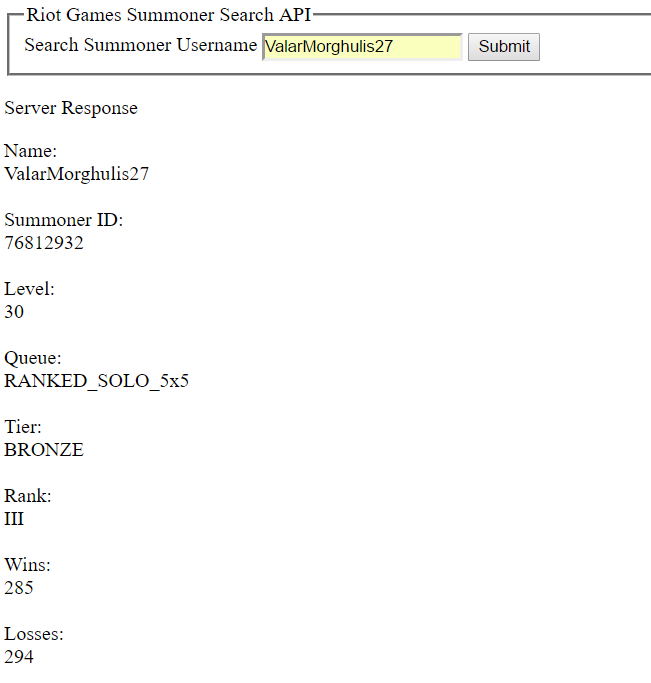 Riot Games Summoner Search API
Search Summoner Username ValarMorghulis27 Submit
Server Response
Name:
ValarMorghulis27
Summoner ID:
76812932
Level:
30
Queue:
RANKED_SOLO_5x5
Tier:
BRONZE
Rank:
III
Wins:
285
Losses:
294